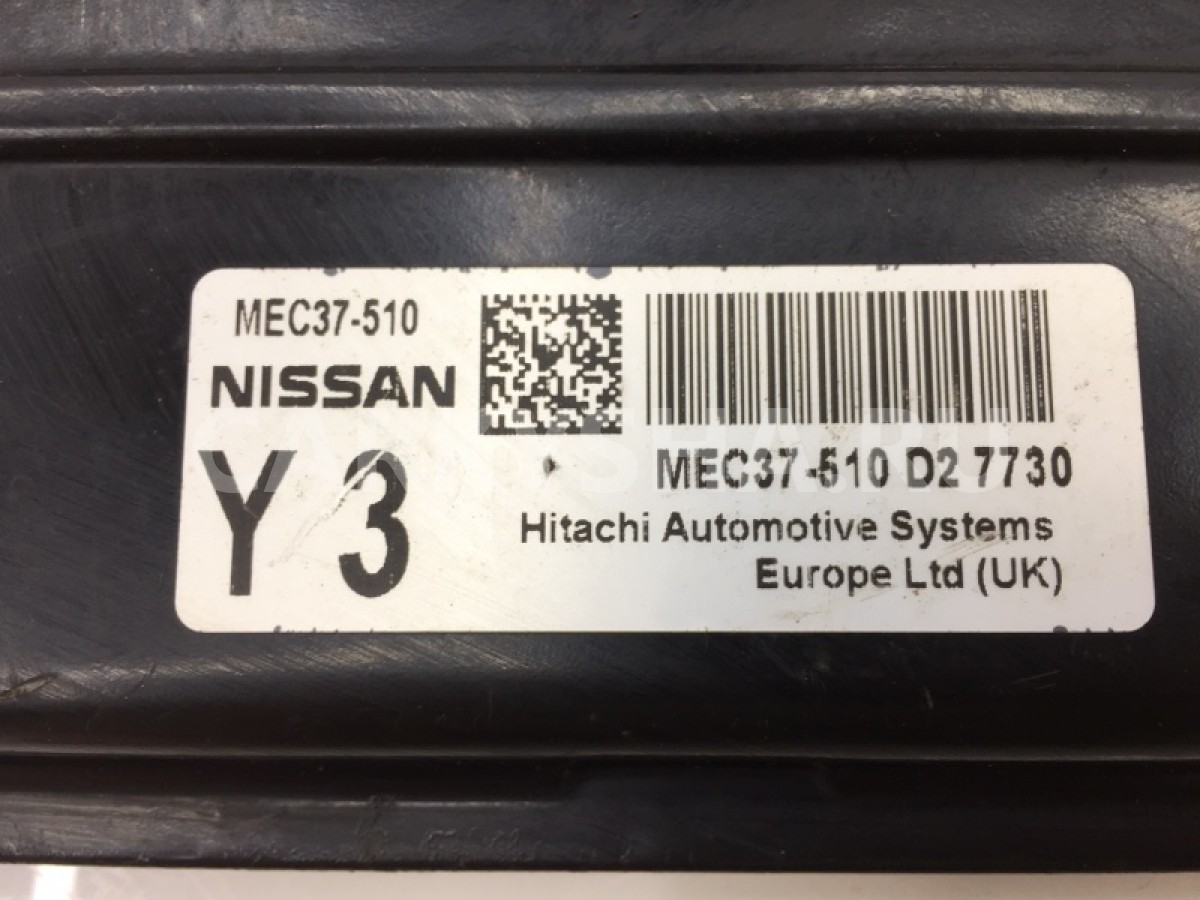 MEC37-510
NISSAN
Y 3
MEC37-510 D2 7730
Hitachi Automotive Systems
Europe Ltd (UK)